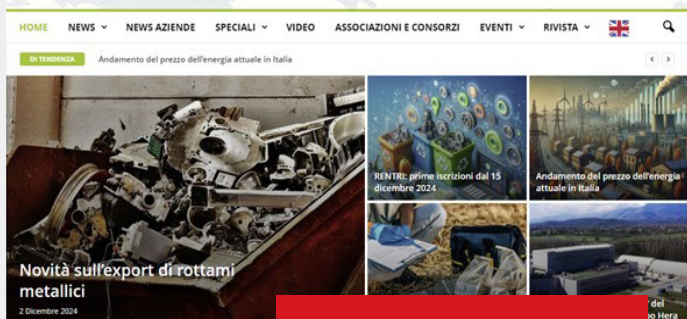 HOME NEWS NEWS AZIENDE SPECIALI VIDEO ASSOCIAZIONI E CONSORZI EVENTI RIVISTA
DI TENDENZA Andamento del prezzo dell'energia attuale in Italia
RENTRI: prime iscrizioni dal 15
dicembre 2024
Andamento del prezzo dell'energia
attuale in Italia
Novità sull'export di rottami
metallici
2 Dicembre 2024
del
Hera